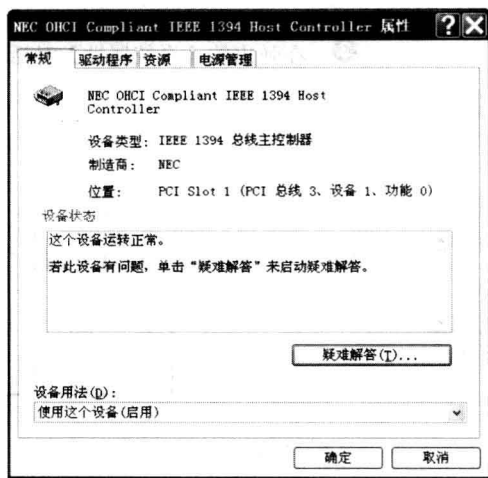 NEC OHCI Compliant IEEE 1394 Host Controller 属性
常规 驱动程序 资源 电源管理
NEC OHCI Compliant IEEE 1394 Host
Controller
设备类型: IEEE 1394 总线主控制器
制造商: NEC
位置: PCI Slot 1 (PCI 总线 3、设备 1、功能 0)
设备状态
这个设备运转正常。
若此设备有问题，单击“疑难解答”来启动疑难解答。
疑难解答(T)...
设备用法(D):
使用这个设备(启用)
确定 取消